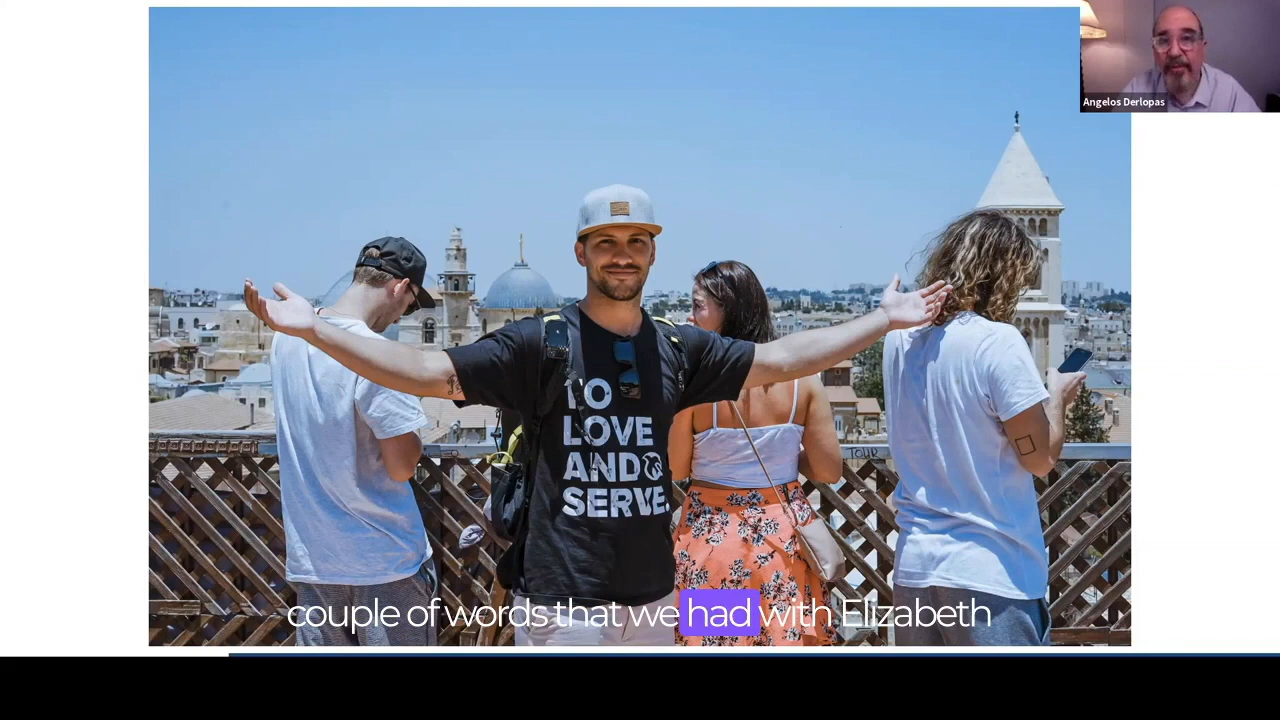 Angelos Derlopas
TO
LOVE
AND
SERVE.
TOUR
couple of words that we had with Elizabeth